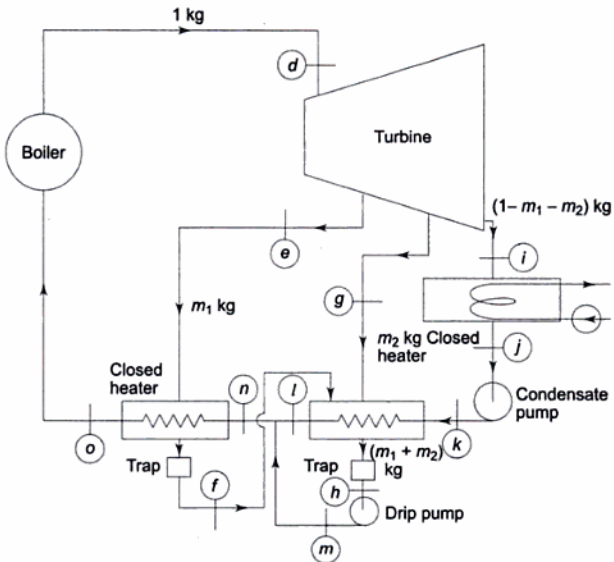 1 kg
d
Turbine
Boiler
(1– m₁ – m₂) kg
e
i
g
m₁ kg
m₂ kg Closed
heater
j
Closed
heater
n
l
Condensate
pump
o
k
Trap
Trap
(m₁ + m₂)
kg
f
h
Drip pump
m